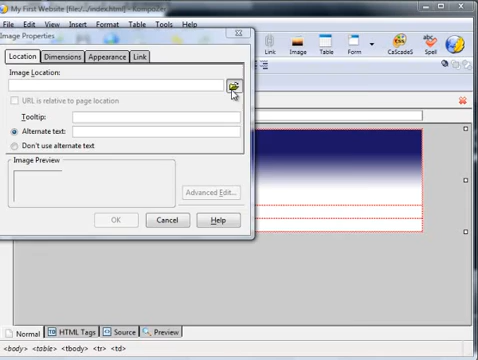 My First Website [file:/.../index.html] - KompoZer
File Edit View Insert Format Table Tools Help
Image Properties
Link Image Table Form CaScadeS Spell
Location Dimensions Appearance Link
Image Location:
URL is relative to page location
Tooltip:
Alternate text:
Don't use alternate text
Image Preview
Advanced Edit...
OK Cancel Help
Normal HTML Tags Source Preview
<body> <table> <tbody> <tr> <td>